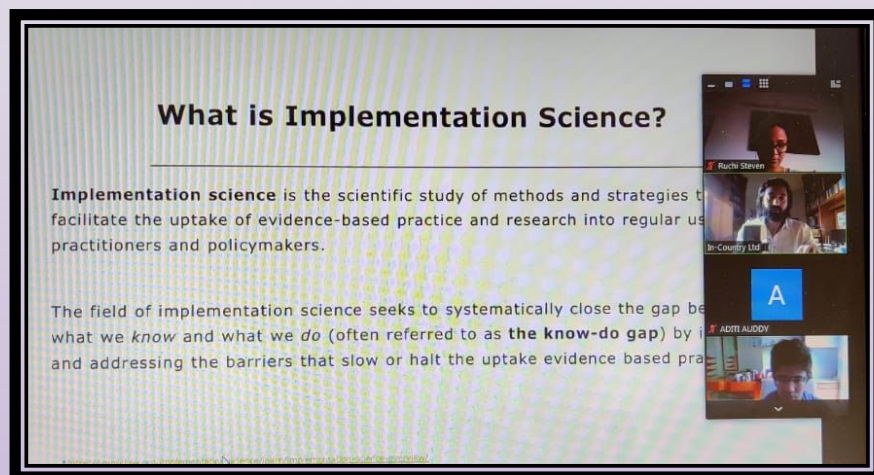 What is Implementation Science?
Implementation science is the scientific study of methods and strategies t
facilitate the uptake of evidence-based practice and research into regular us
practitioners and policymakers.
The field of implementation science seeks to systematically close the gap be
what we know and what we do (often referred to as the know-do gap) by i
and addressing the barriers that slow or halt the uptake evidence based pra
Ruchi Steven
In-Country Ltd
A
ADITI AUDDY